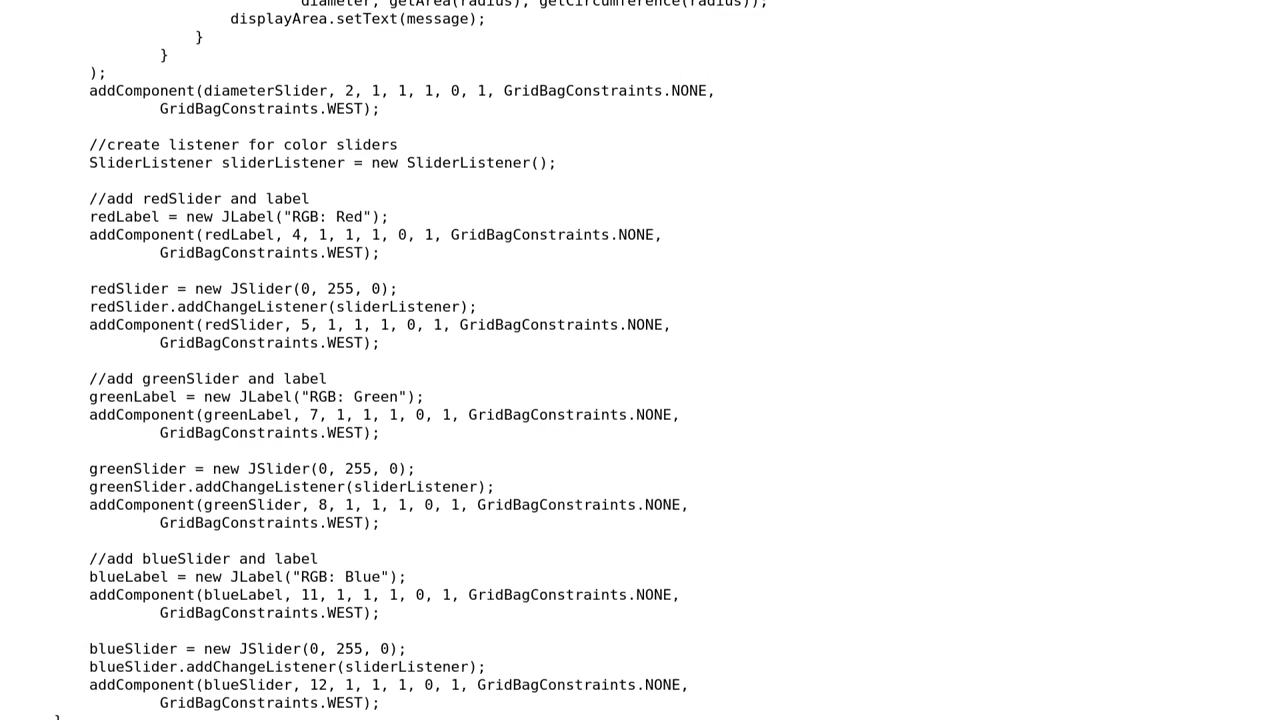 diameter, getArea(radius), getCircumference(radius));
displayArea.setText(message);
}
}
);
addComponent(diameterSlider, 2, 1, 1, 1, 0, 1, GridBagConstraints.NONE,
GridBagConstraints.WEST);
//create listener for color sliders
SliderListener sliderListener = new SliderListener();
//add redSlider and label
redLabel = new JLabel("RGB: Red");
addComponent(redLabel, 4, 1, 1, 1, 0, 1, GridBagConstraints.NONE,
GridBagConstraints.WEST);
redSlider = new JSlider(0, 255, 0);
redSlider.addChangeListener(sliderListener);
addComponent(redSlider, 5, 1, 1, 1, 0, 1, GridBagConstraints.NONE,
GridBagConstraints.WEST);
//add greenSlider and label
greenLabel = new JLabel("RGB: Green");
addComponent(greenLabel, 7, 1, 1, 1, 0, 1, GridBagConstraints.NONE,
GridBagConstraints.WEST);
greenSlider = new JSlider(0, 255, 0);
greenSlider.addChangeListener(sliderListener);
addComponent(greenSlider, 8, 1, 1, 1, 0, 1, GridBagConstraints.NONE,
GridBagConstraints.WEST);
//add blueSlider and label
blueLabel = new JLabel("RGB: Blue");
addComponent(blueLabel, 11, 1, 1, 1, 0, 1, GridBagConstraints.NONE,
GridBagConstraints.WEST);
blueSlider = new JSlider(0, 255, 0);
blueSlider.addChangeListener(sliderListener);
addComponent(blueSlider, 12, 1, 1, 1, 0, 1, GridBagConstraints.NONE,
GridBagConstraints.WEST);
}